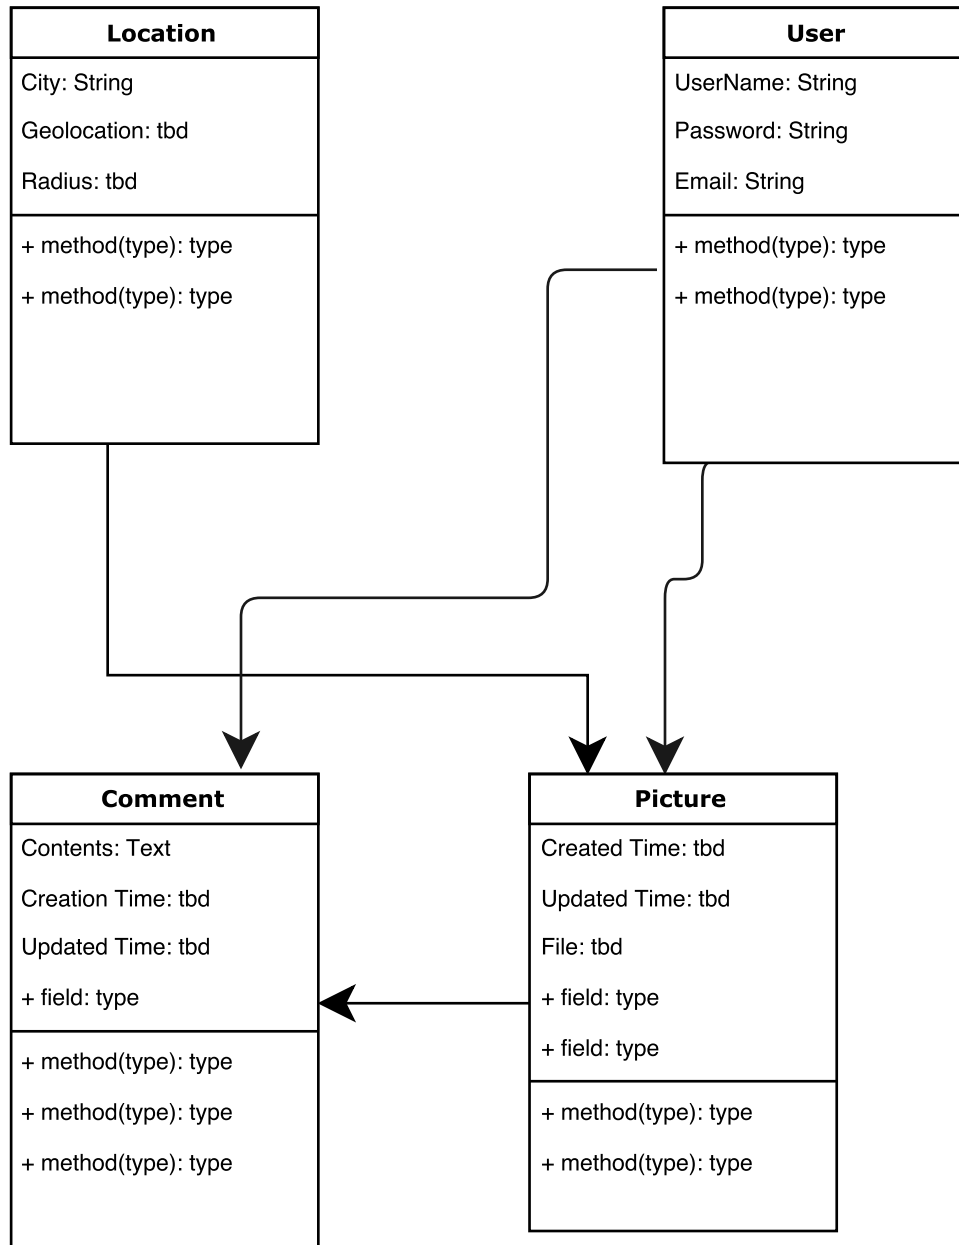 Location
City: String
Geolocation: tbd
Radius: tbd
+ method(type): type
+ method(type): type
User
UserName: String
Password: String
Email: String
+ method(type): type
+ method(type): type
Comment
Contents: Text
Creation Time: tbd
Updated Time: tbd
+ field: type
+ method(type): type
+ method(type): type
+ method(type): type
Picture
Created Time: tbd
Updated Time: tbd
File: tbd
+ field: type
+ field: type
+ method(type): type
+ method(type): type